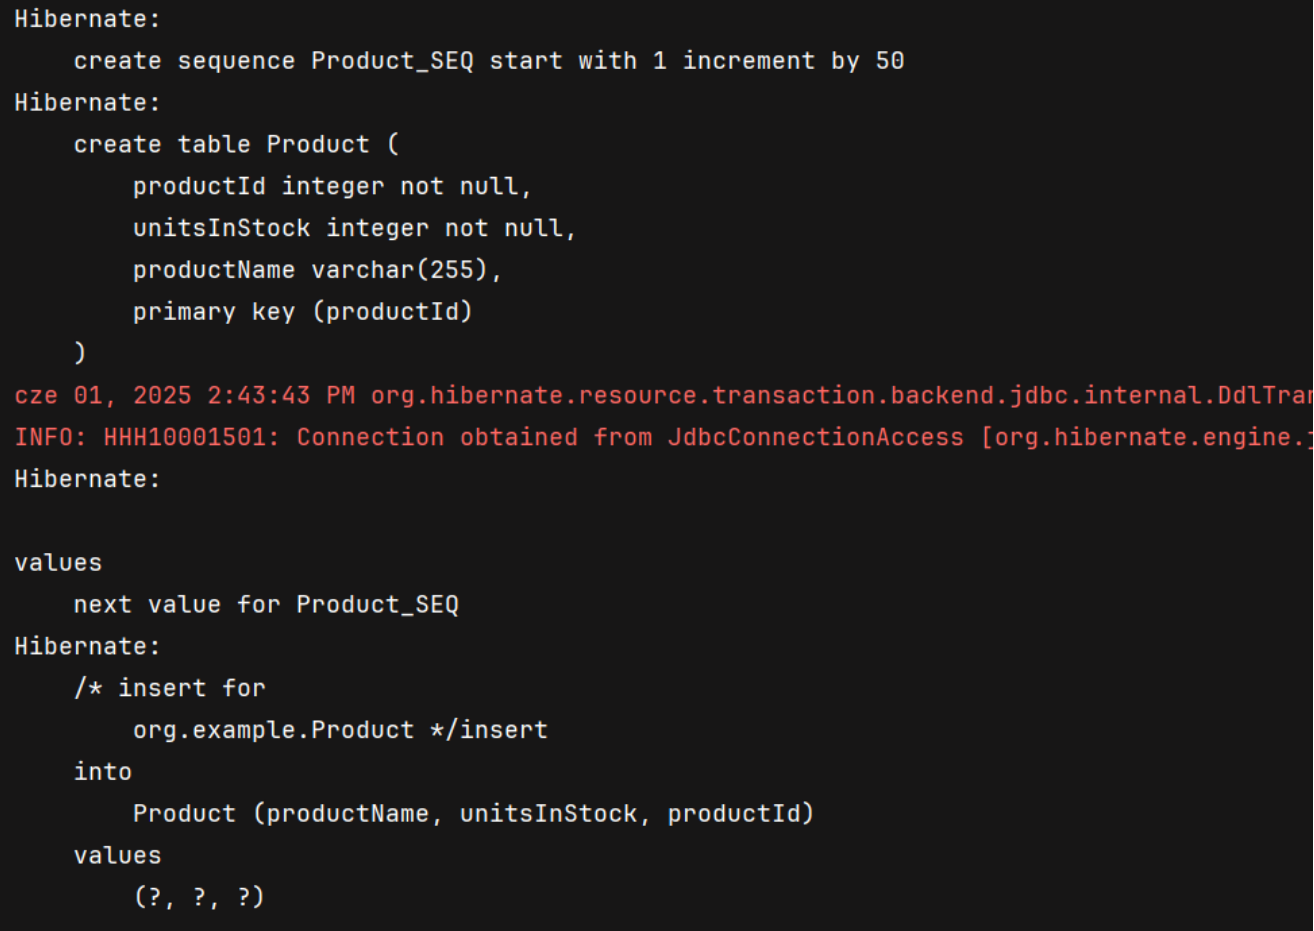 Hibernate:
    create sequence Product_SEQ start with 1 increment by 50
Hibernate:
    create table Product (
        productId integer not null,
        unitsInStock integer not null,
        productName varchar(255),
        primary key (productId)
    )
cze 01, 2025 2:43:43 PM org.hibernate.resource.transaction.backend.jdbc.internal.DdlTran
INFO: HHH10001501: Connection obtained from JdbcConnectionAccess [org.hibernate.engine.j
Hibernate:

values
    next value for Product_SEQ
Hibernate:
    /* insert for
        org.example.Product */insert
    into
        Product (productName, unitsInStock, productId)
    values
        (?, ?, ?)